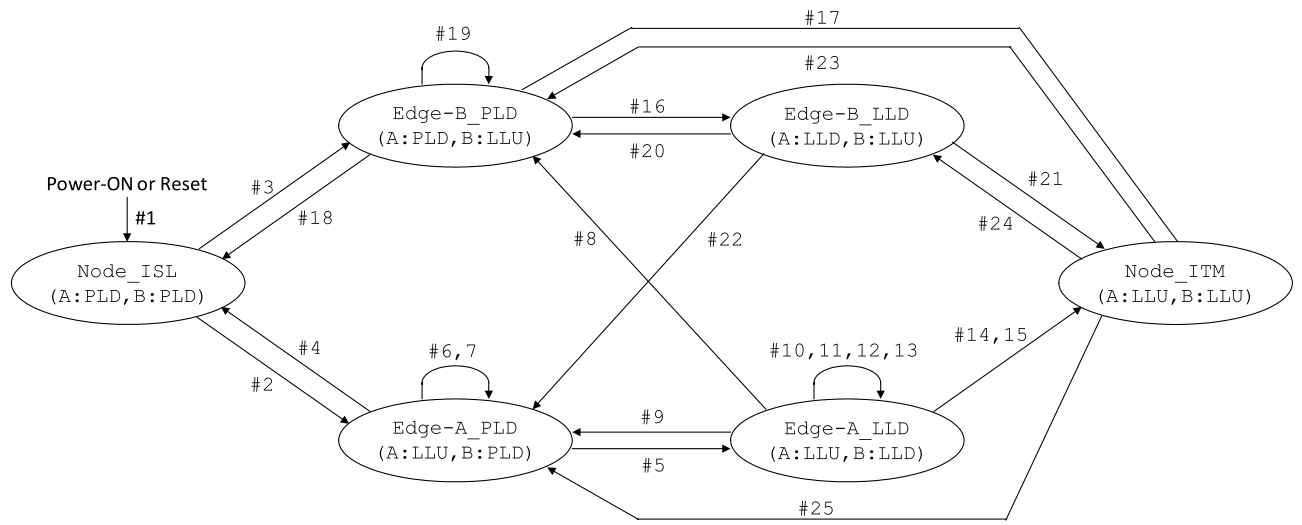 #17
#19
#23
Edge-B_PLD
(A:PLD,B:LLU)
#16
#20
Edge-B_LLD
(A:LLD,B:LLU)
Power-ON or Reset
#1
#3
#18
#21
#24
#8
#22
Node_ISL
(A:PLD,B:PLD)
Node_ITM
(A:LLU,B:LLU)
#4
#2
#6,7
#10,11,12,13
#14,15
Edge-A_PLD
(A:LLU,B:PLD)
#9
#5
Edge-A_LLD
(A:LLU,B:LLD)
#25